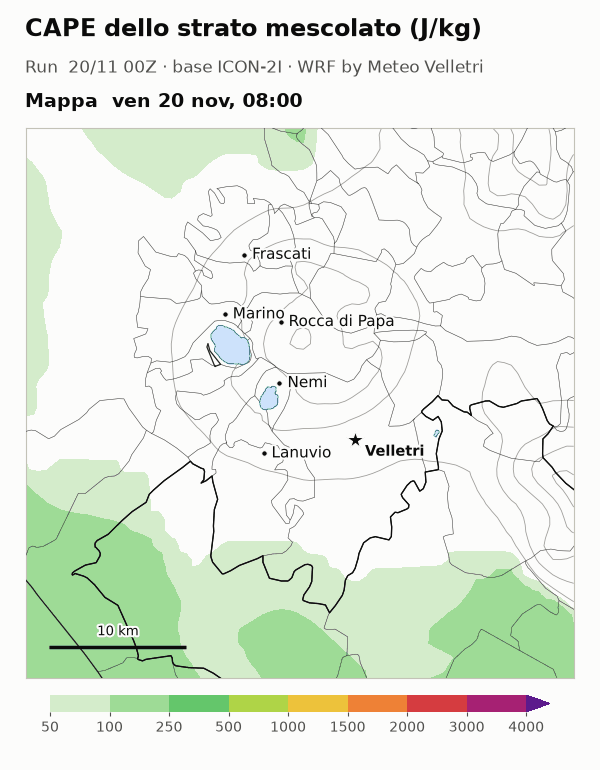 CAPE dello strato mescolato (J/kg)
Run  20/11 00Z · base ICON-2I · WRF by Meteo Velletri
Mappa  ven 20 nov, 08:00
Frascati
Marino
Rocca di Papa
Nemi
Lanuvio
Velletri
10 km
50 100 250 500 1000 1500 2000 3000 4000